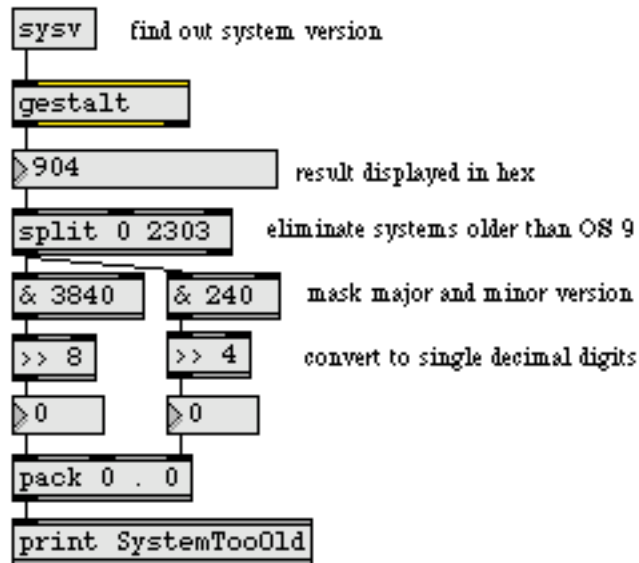 sysv find out system version
gestalt
904 result displayed in hex
split 0 2303 eliminate systems older than OS 9
& 3840 & 240 mask major and minor version
>> 8 >> 4 convert to single decimal digits
0 0
pack 0 . 0
print SystemTooOld